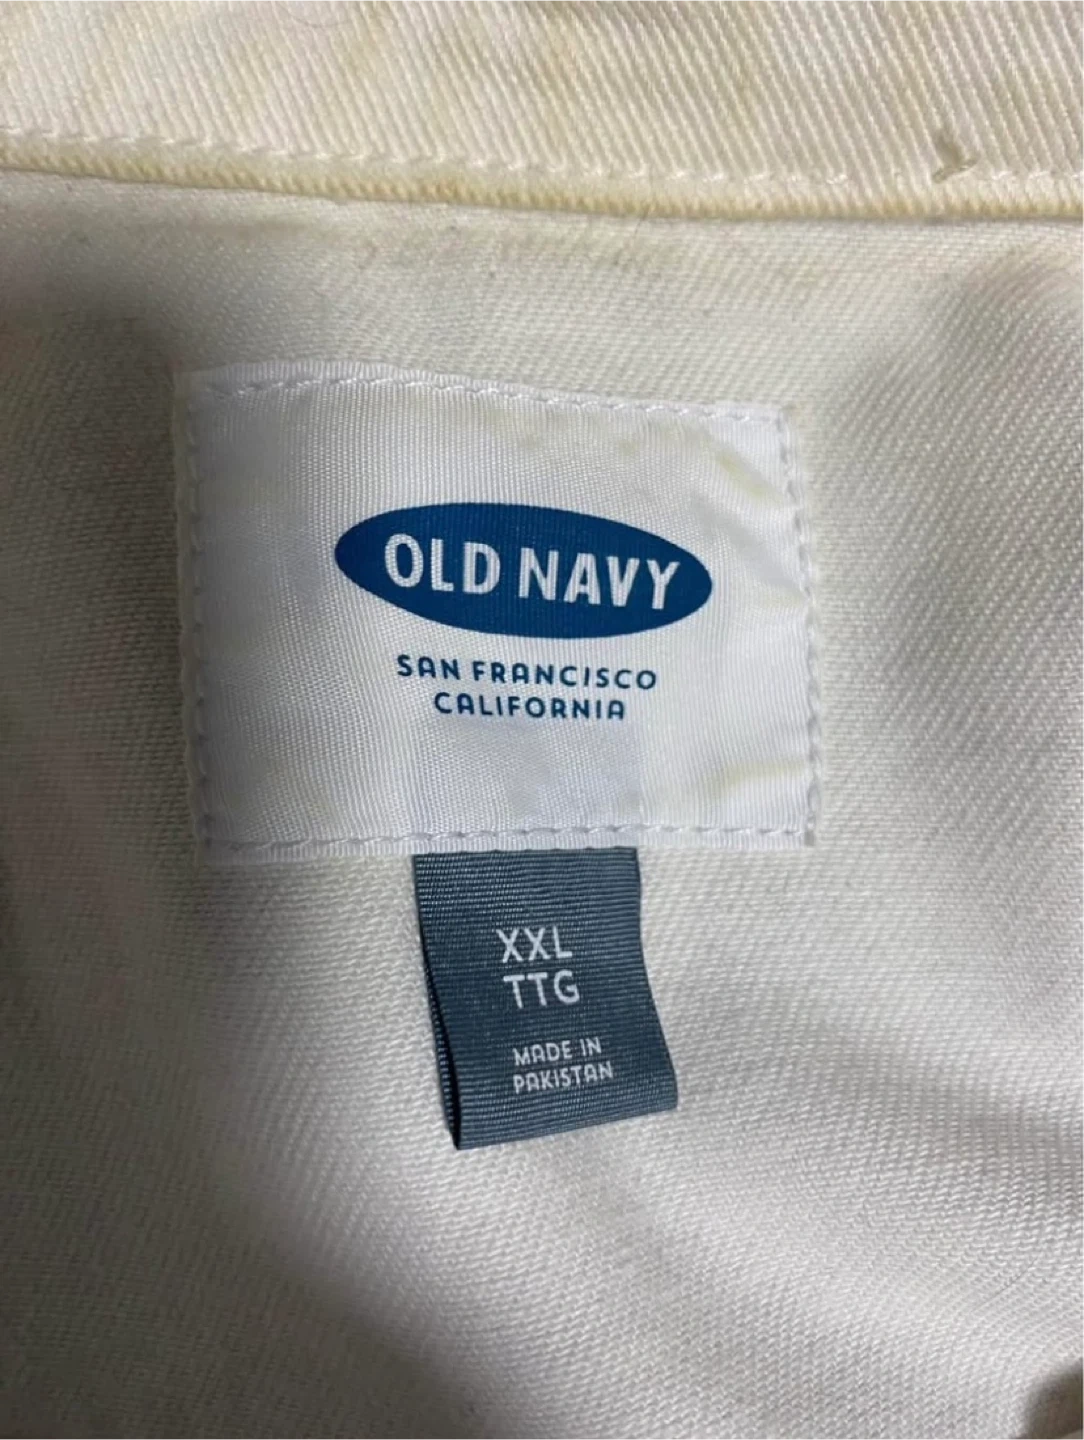 OLD NAVY
SAN FRANCISCO
CALIFORNIA
XXL
TTG
MADE IN
PAKISTAN